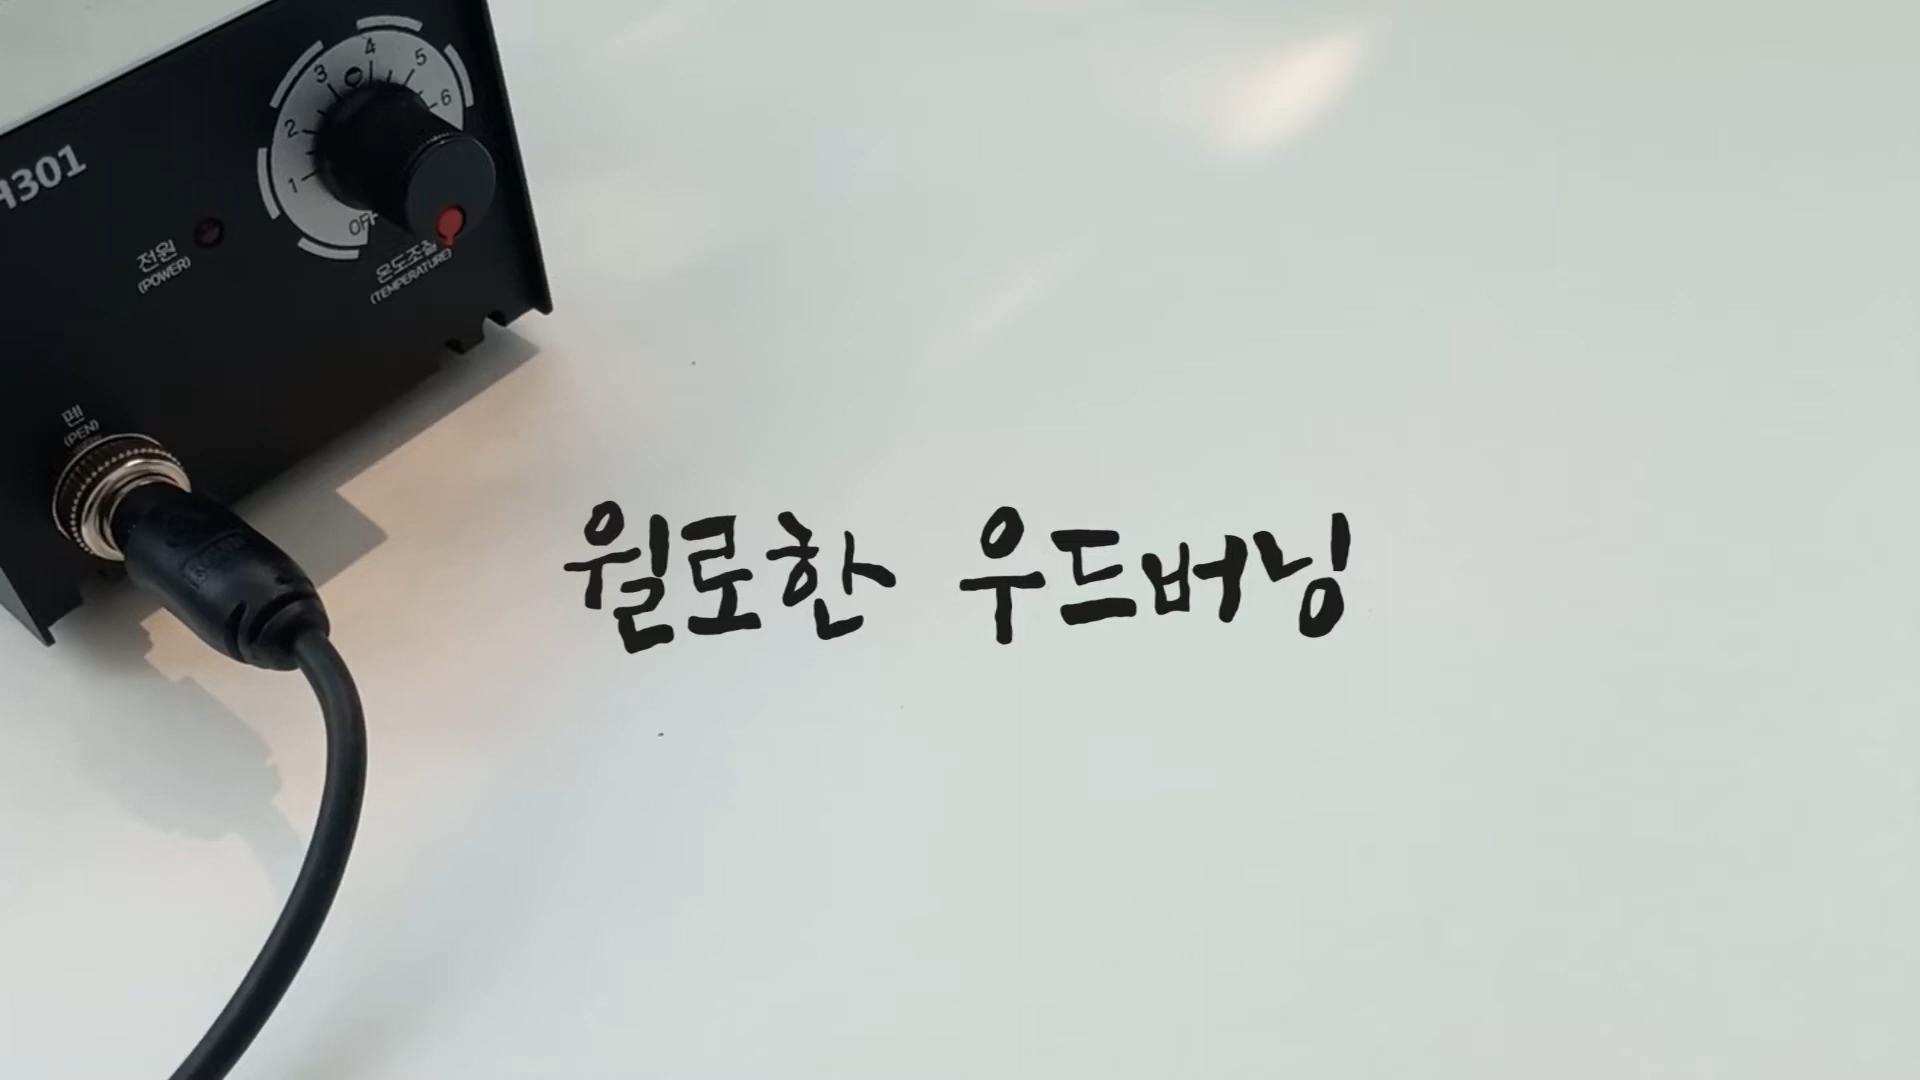 H301
1
2
3
4
5
6
OFF
전원
(POWER)
온도조절
(TEMPERATURE)
펜
(PEN)
월로한 우드버닝